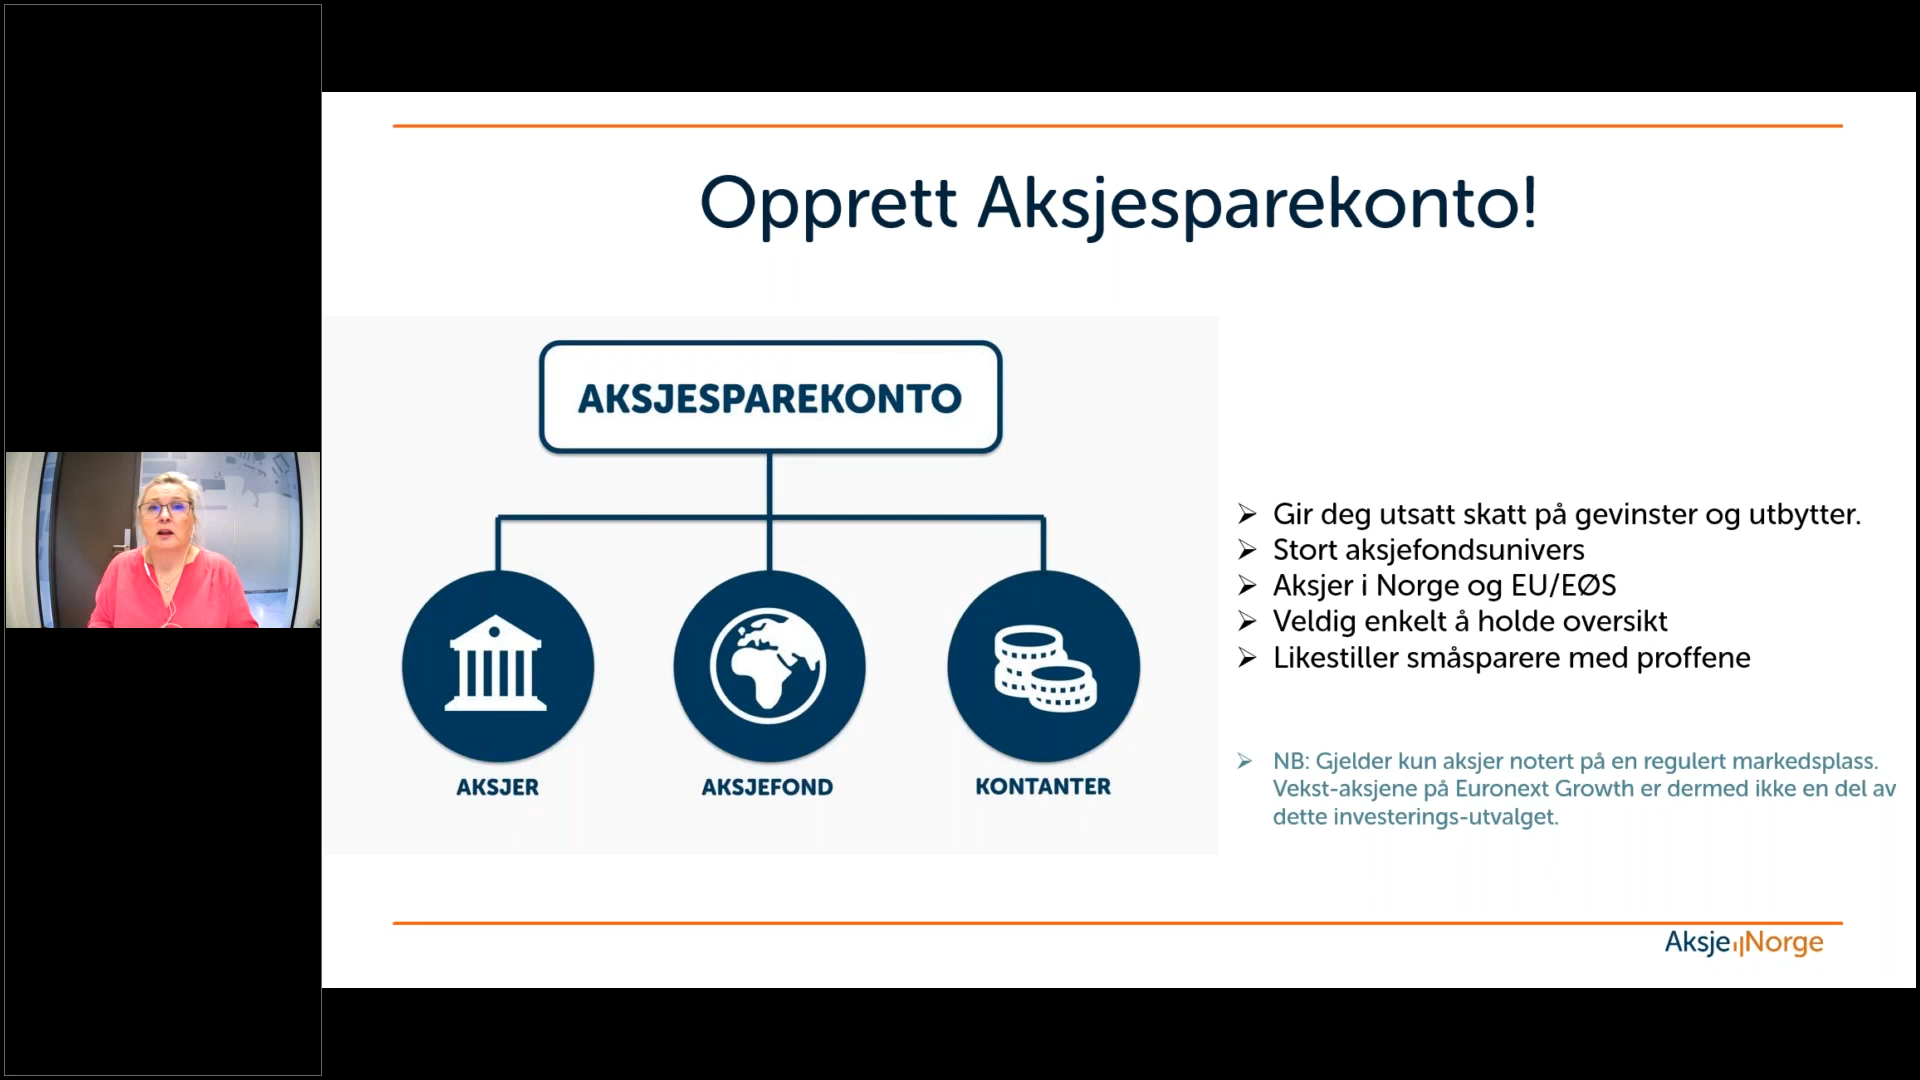 Opprett Aksjesparekonto!
AKSJESPAREKONTO
AKSJER
AKSJEFOND
KONTANTER
➢ Gir deg utsatt skatt på gevinster og utbytter.
➢ Stort aksjefondsunivers
➢ Aksjer i Norge og EU/EØS
➢ Veldig enkelt å holde oversikt
➢ Likestiller småsparere med proffene
➢ NB: Gjelder kun aksjer notert på en regulert markedsplass.
Vekst-aksjene på Euronext Growth er dermed ikke en del av
dette investerings-utvalget.
AksjeNorge